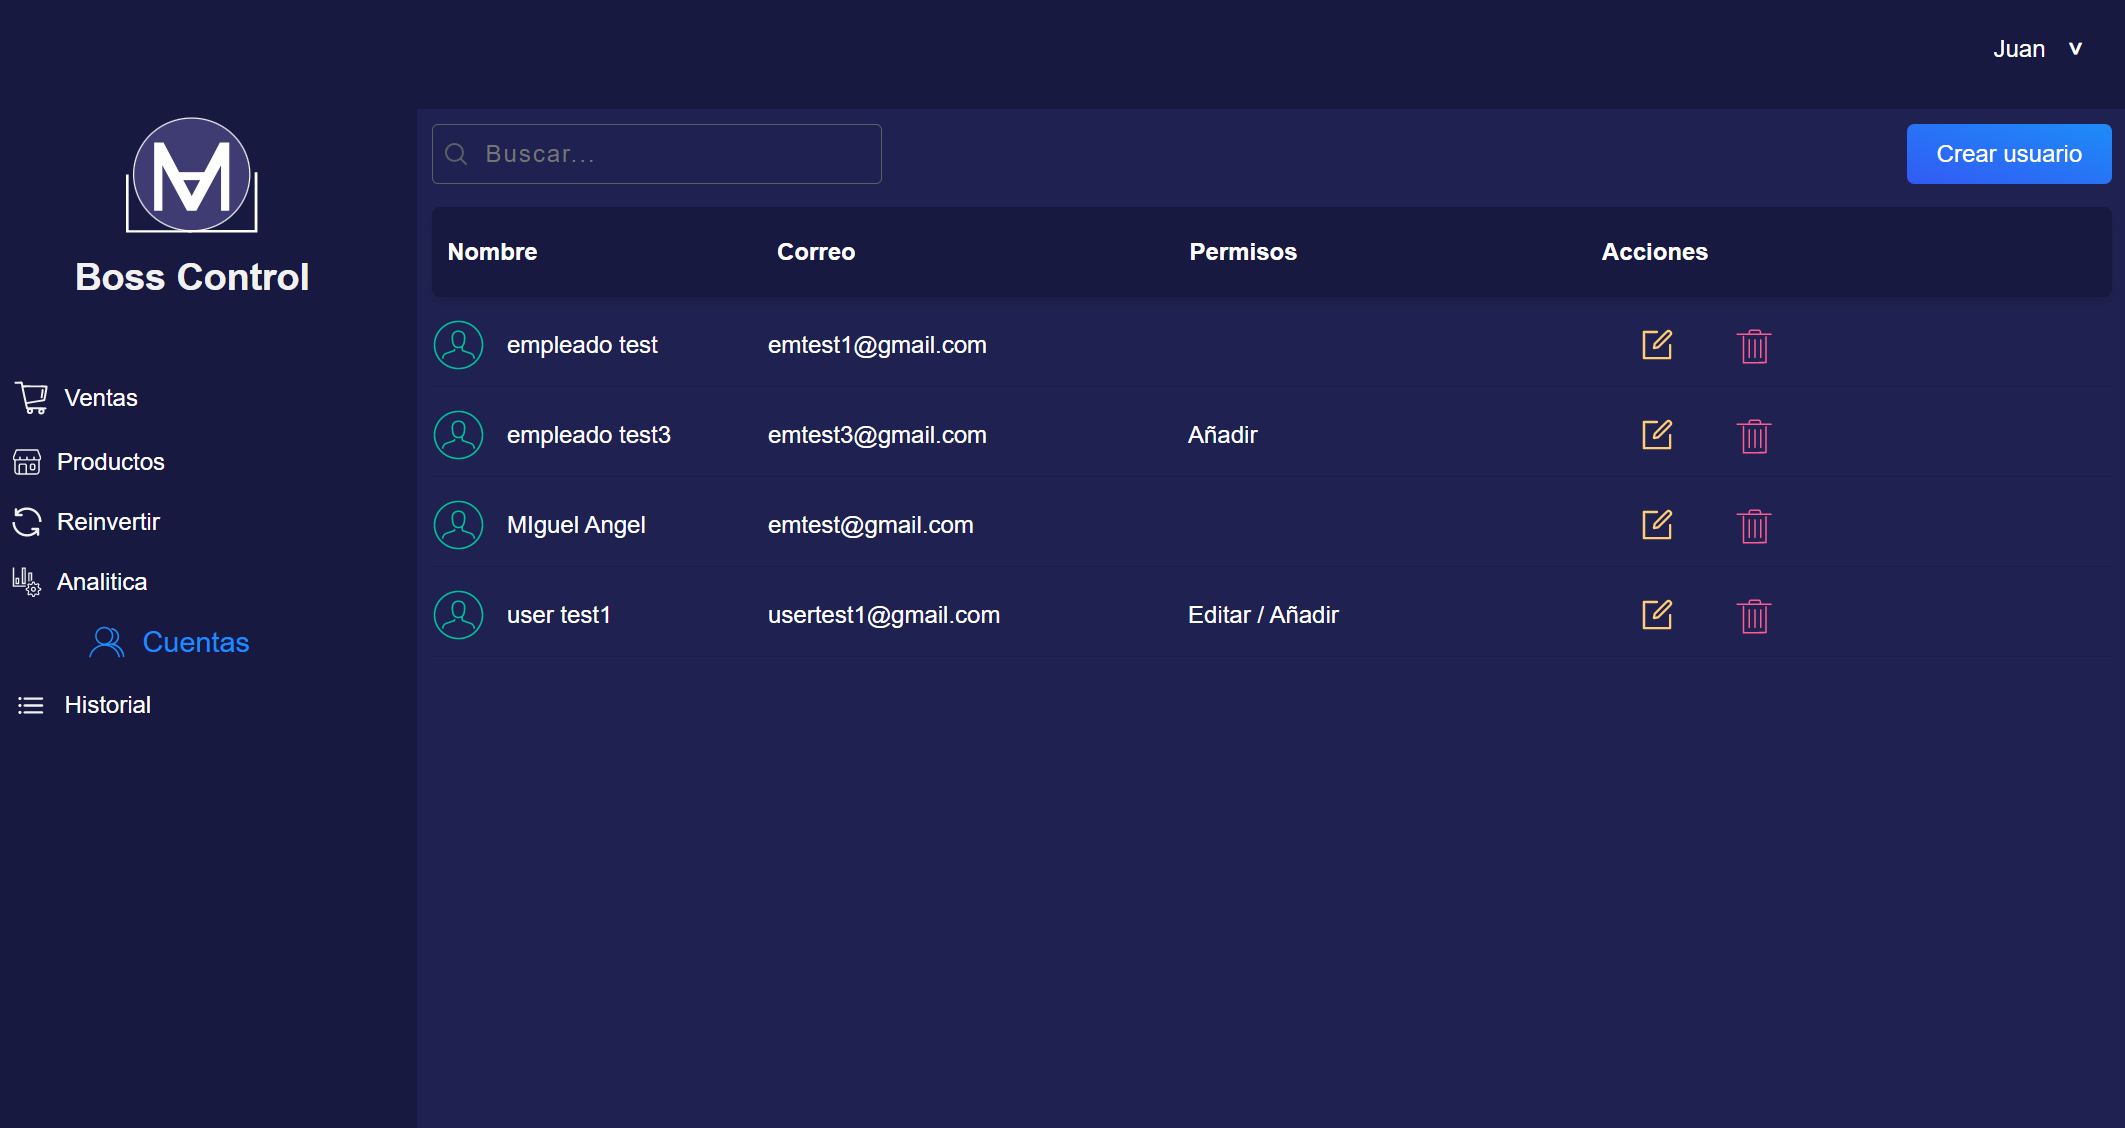 Juan v
Boss Control
Ventas
Productos
Reinvertir
Analitica
Cuentas
Historial
Buscar...
Crear usuario
Nombre Correo Permisos Acciones
empleado test emtest1@gmail.com
empleado test3 emtest3@gmail.com Añadir
MIguel Angel emtest@gmail.com
user test1 usertest1@gmail.com Editar / Añadir